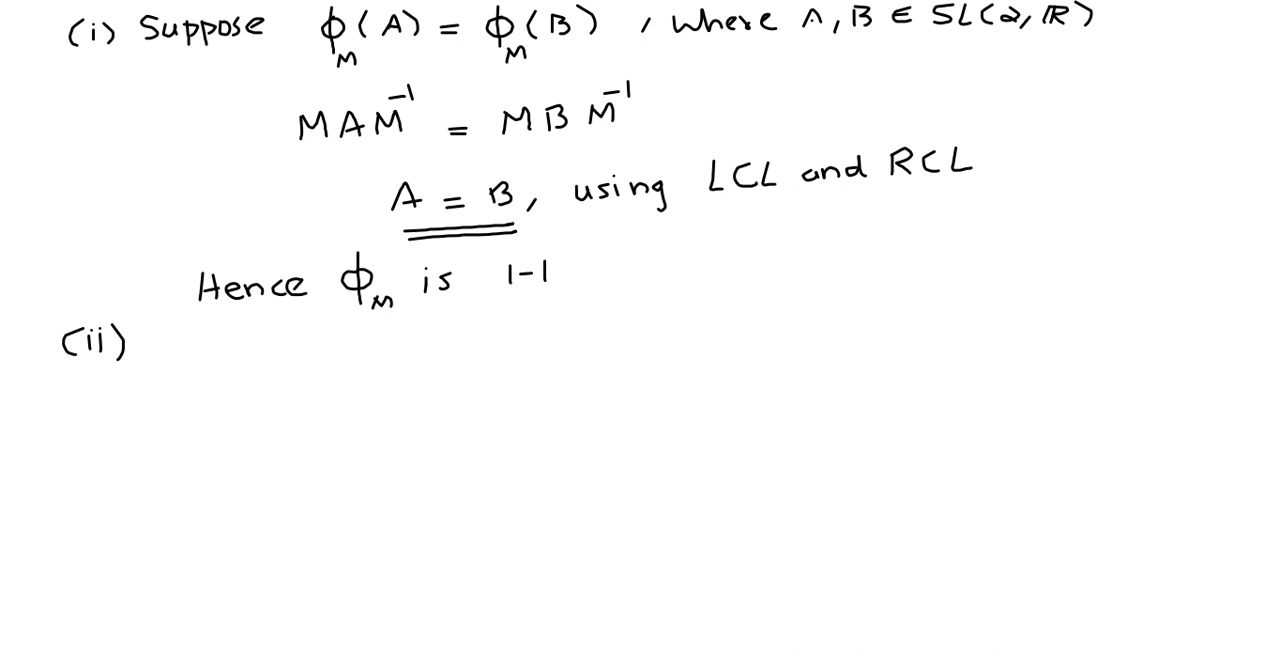 (i) Suppose ϕ_M(A) = ϕ_M(B) , where A, B ∈ SL(2, ℝ)
MAM⁻¹ = MBM⁻¹
A = B, using LCL and RCL
Hence ϕ_M is 1-1
(ii)